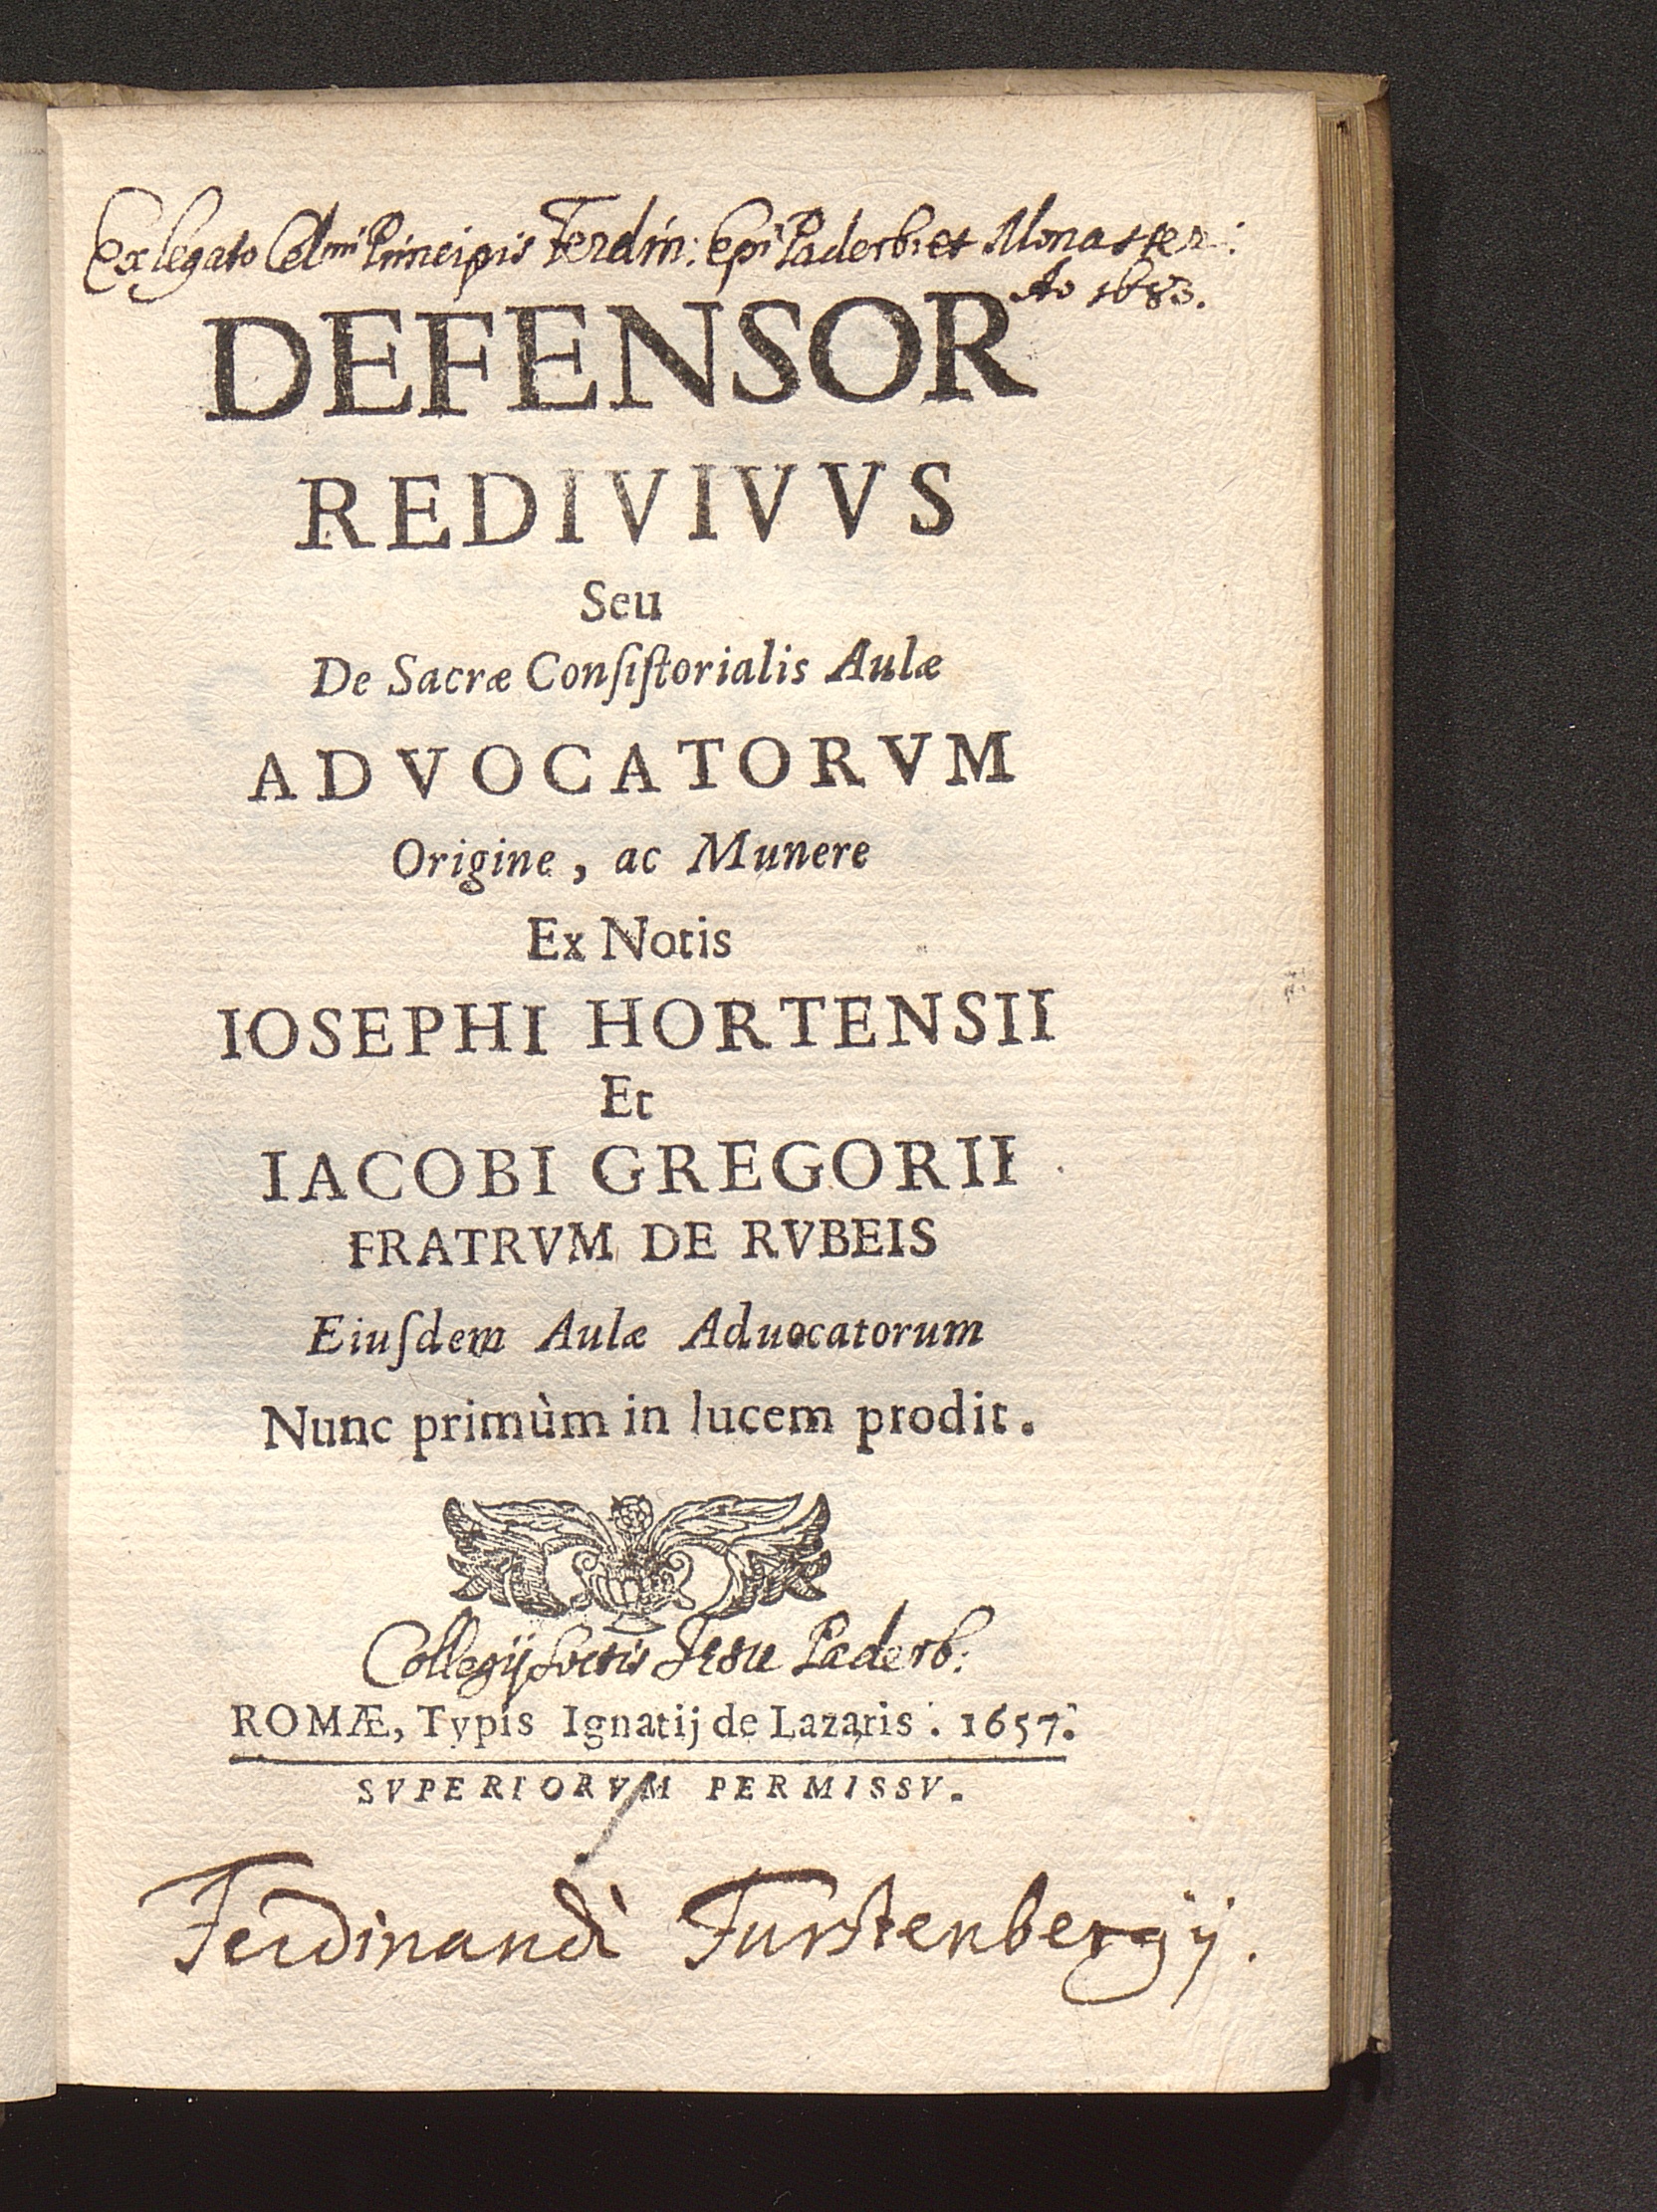 Ex legato Celmi Principis Ferdin: Epi Paderb: et Monaster:
Ao 1683.
DEFENSOR
REDIVIVVS
Seu
De Sacræ Conſiſtorialis Aulæ
ADVOCATORVM
Origine, ac Munere
Ex Notis
IOSEPHI HORTENSII
Et
IACOBI GREGORII
FRATRVM DE RVBEIS
Eiuſdem Aulæ Aduocatorum
Nunc primùm in lucem prodit.
Collegij Socitis Jesu Paderb:
ROMÆ, Typis Ignatij de Lazaris. 1657.
SVPERIORVM PERMISSV.
Ferdinandi Furstenbergij.